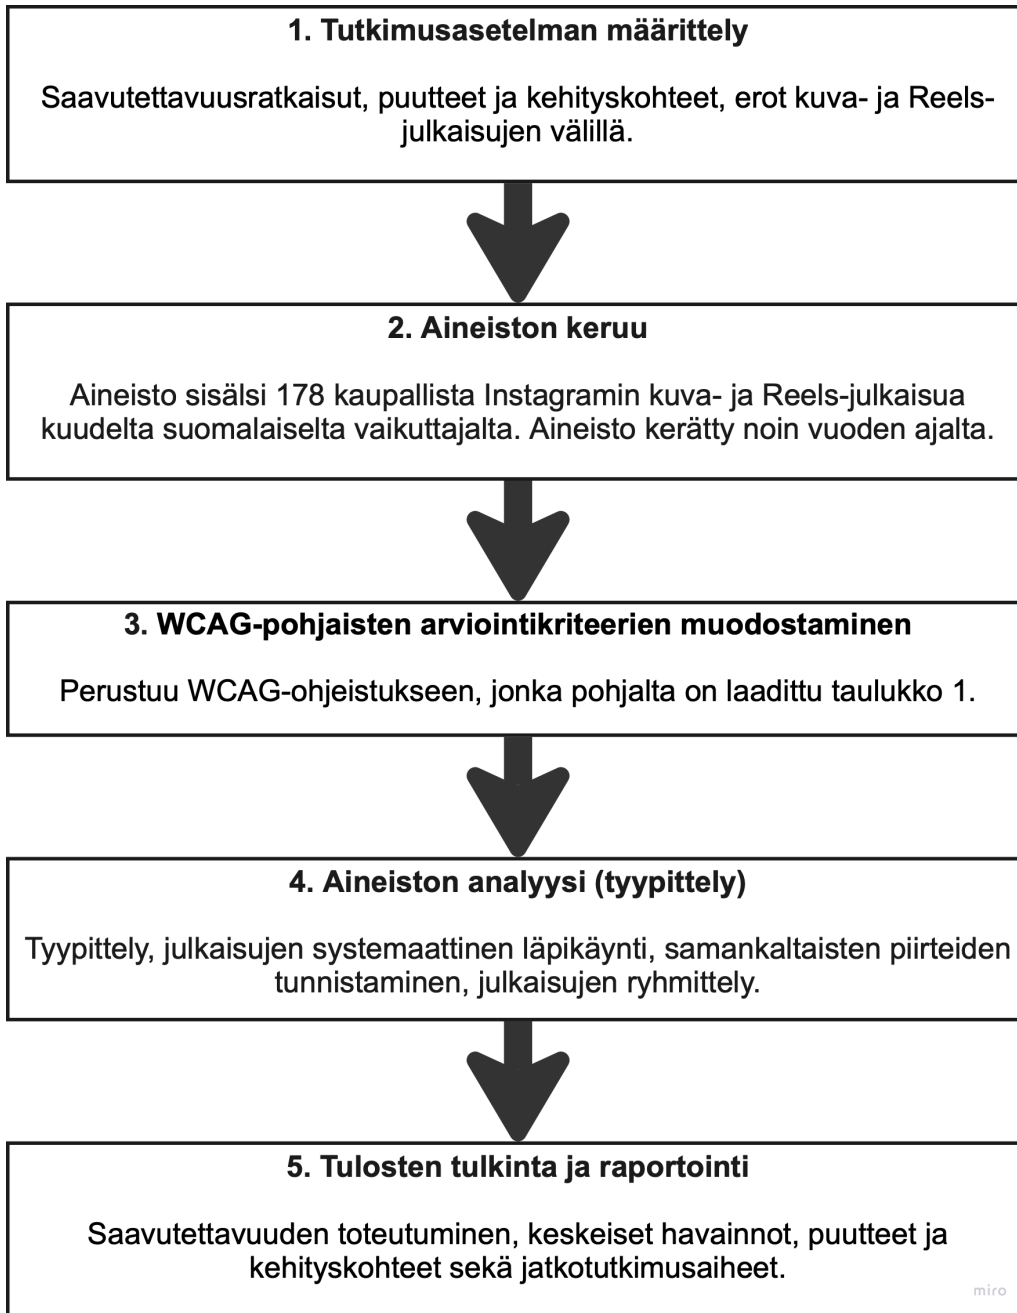 1. Tutkimusasetelman määrittely
Saavutettavuusratkaisut, puutteet ja kehityskohteet, erot kuva- ja Reels-
julkaisujen välillä.
2. Aineiston keruu
Aineisto sisälsi 178 kaupallista Instagramin kuva- ja Reels-julkaisua
kuudelta suomalaiselta vaikuttajalta. Aineisto kerätty noin vuoden ajalta.
3. WCAG-pohjaisten arviointikriteerien muodostaminen
Perustuu WCAG-ohjeistukseen, jonka pohjalta on laadittu taulukko 1.
4. Aineiston analyysi (tyypittely)
Tyypittely, julkaisujen systemaattinen läpikäynti, samankaltaisten piirteiden
tunnistaminen, julkaisujen ryhmittely.
5. Tulosten tulkinta ja raportointi
Saavutettavuuden toteutuminen, keskeiset havainnot, puutteet ja
kehityskohteet sekä jatkotutkimusaiheet.
miro